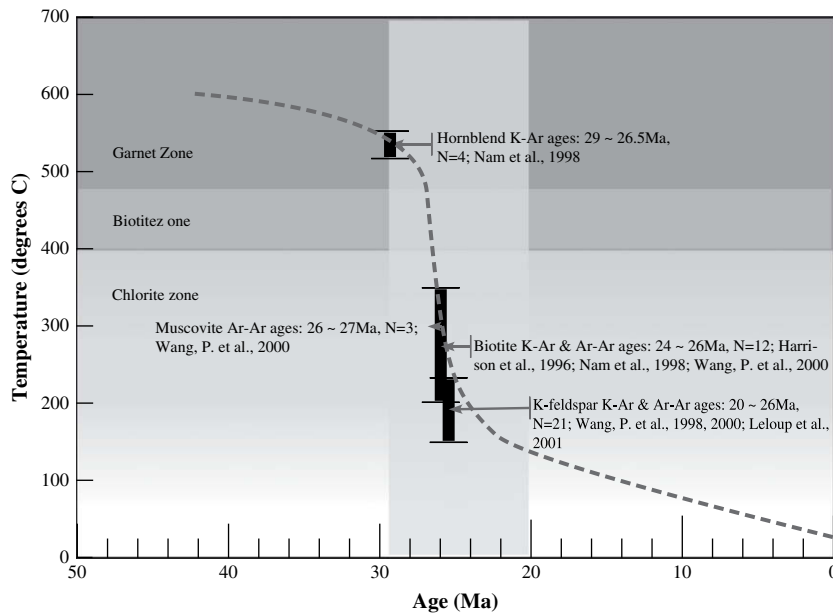 700
600
500
400
300
200
100
0
Temperature (degrees C)
Garnet Zone
Biotitez one
Chlorite zone
Hornblend K-Ar ages: 29 ~ 26.5Ma,
N=4; Nam et al., 1998
Muscovite Ar-Ar ages: 26 ~ 27Ma, N=3;
Wang, P. et al., 2000
Biotite K-Ar & Ar-Ar ages: 24 ~ 26Ma, N=12; Harri-
son et al., 1996; Nam et al., 1998; Wang, P. et al., 2000
K-feldspar K-Ar & Ar-Ar ages: 20 ~ 26Ma,
N=21; Wang, P. et al., 1998, 2000; Leloup et al.,
2001
50 40 30 20 10 0
Age (Ma)